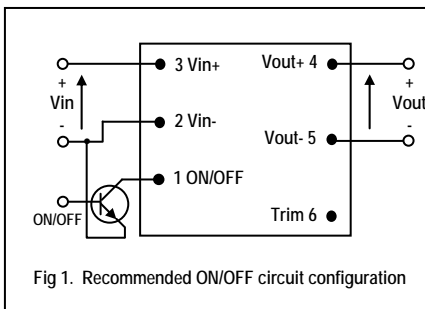 3 Vin+
Vout+ 4
+
Vin
-
2 Vin-
+
Vout
-
Vout- 5
1 ON/OFF
ON/OFF
Trim 6
Fig 1. Recommended ON/OFF circuit configuration